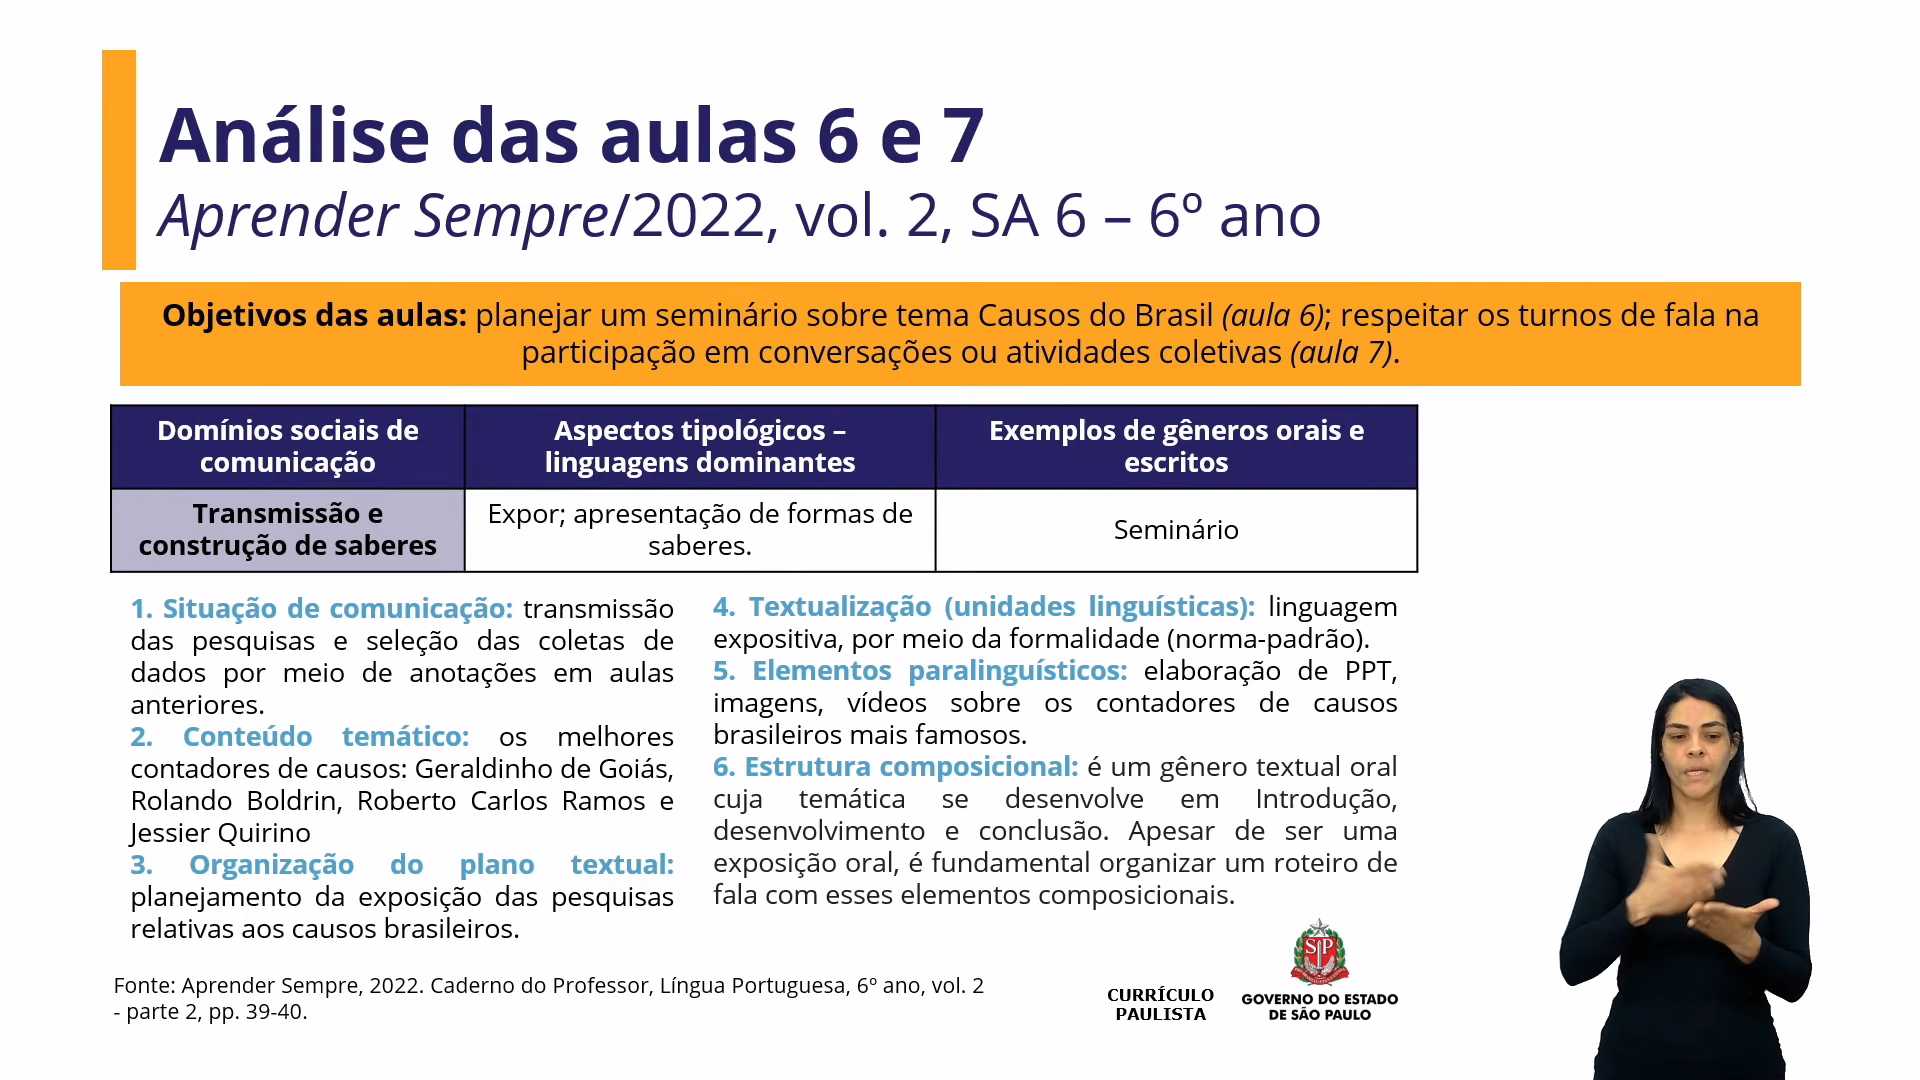 Análise das aulas 6 e 7
Aprender Sempre/2022, vol. 2, SA 6 – 6º ano
Objetivos das aulas: planejar um seminário sobre tema Causos do Brasil (aula 6); respeitar os turnos de fala na
participação em conversações ou atividades coletivas (aula 7).
Domínios sociais de
comunicação
Aspectos tipológicos –
linguagens dominantes
Exemplos de gêneros orais e
escritos
Transmissão e
construção de saberes
Expor; apresentação de formas de
saberes.
Seminário
1. Situação de comunicação: transmissão
das pesquisas e seleção das coletas de
dados por meio de anotações em aulas
anteriores.
2. Conteúdo temático: os melhores
contadores de causos: Geraldinho de Goiás,
Rolando Boldrin, Roberto Carlos Ramos e
Jessier Quirino
3. Organização do plano textual:
planejamento da exposição das pesquisas
relativas aos causos brasileiros.
4. Textualização (unidades linguísticas): linguagem
expositiva, por meio da formalidade (norma-padrão).
5. Elementos paralinguísticos: elaboração de PPT,
imagens, vídeos sobre os contadores de causos
brasileiros mais famosos.
6. Estrutura composicional: é um gênero textual oral
cuja temática se desenvolve em Introdução,
desenvolvimento e conclusão. Apesar de ser uma
exposição oral, é fundamental organizar um roteiro de
fala com esses elementos composicionais.
Fonte: Aprender Sempre, 2022. Caderno do Professor, Língua Portuguesa, 6º ano, vol. 2
- parte 2, pp. 39-40.
CURRÍCULO
PAULISTA
SP
GOVERNO DO ESTADO
DE SÃO PAULO